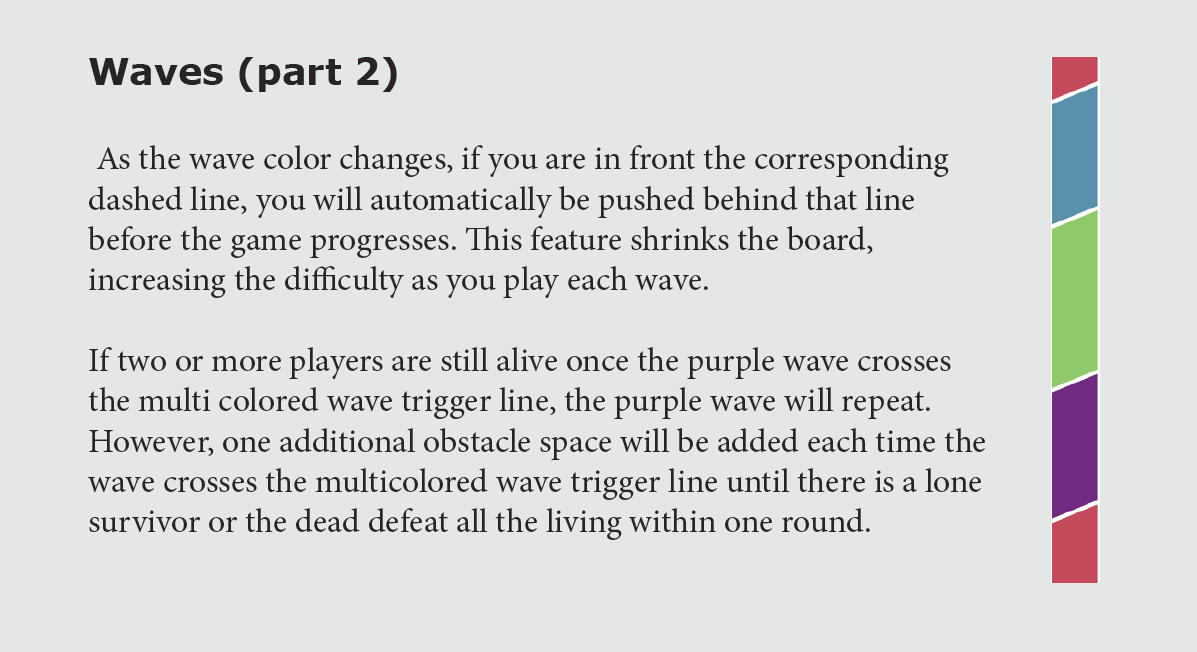 Waves (part 2)
As the wave color changes, if you are in front the corresponding
dashed line, you will automatically be pushed behind that line
before the game progresses. This feature shrinks the board,
increasing the difficulty as you play each wave.
If two or more players are still alive once the purple wave crosses
the multi colored wave trigger line, the purple wave will repeat.
However, one additional obstacle space will be added each time the
wave crosses the multicolored wave trigger line until there is a lone
survivor or the dead defeat all the living within one round.